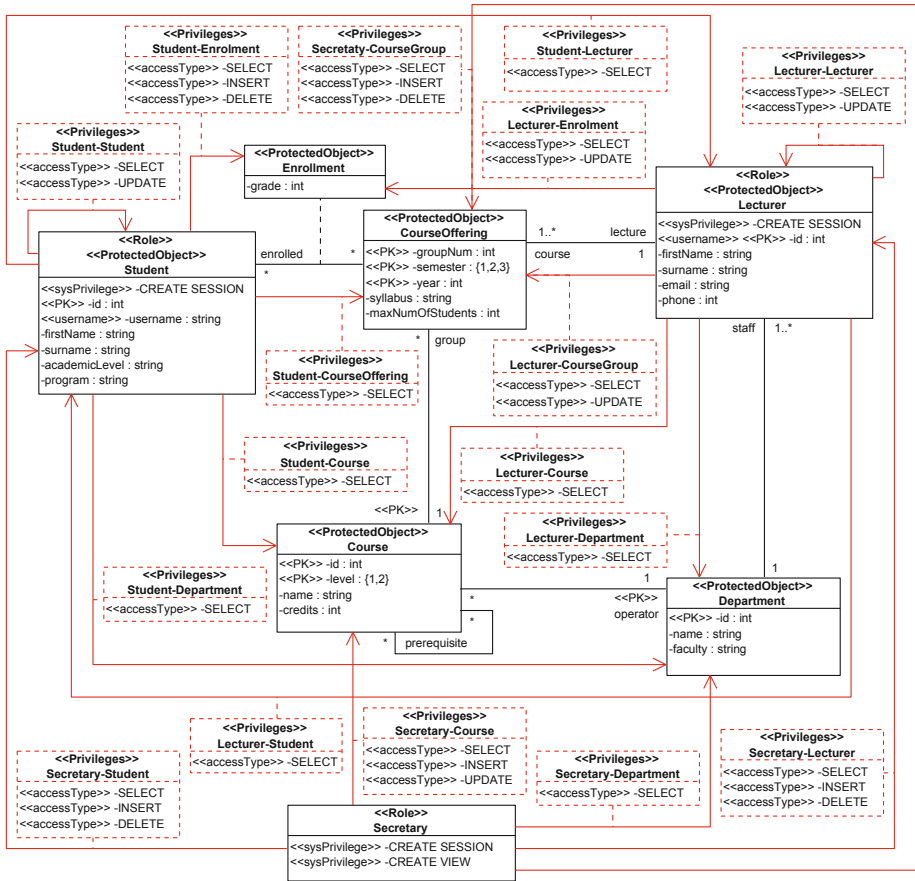 <<Privileges>>
Student-Enrolment
<<accessType>> -SELECT
<<accessType>> -INSERT
<<accessType>> -DELETE
<<Privileges>>
Secretary-CourseGroup
<<accessType>> -SELECT
<<accessType>> -INSERT
<<accessType>> -DELETE
<<Privileges>>
Student-Lecturer
<<accessType>> -SELECT
<<Privileges>>
Lecturer-Lecturer
<<accessType>> -SELECT
<<accessType>> -UPDATE
<<Privileges>>
Student-Student
<<accessType>> -SELECT
<<accessType>> -UPDATE
<<Privileges>>
Lecturer-Enrolment
<<accessType>> -SELECT
<<accessType>> -UPDATE
<<ProtectedObject>>
Enrollment
-grade : int
<<Role>>
<<ProtectedObject>>
Lecturer
<<sysPrivilege>> -CREATE SESSION
<<username>> <<PK>> -id : int
-firstName : string
-surname : string
-email : string
-phone : int
<<ProtectedObject>>
CourseOffering
<<PK>> -groupNum : int
<<PK>> -semester : {1,2,3}
<<PK>> -year : int
-syllabus : string
-maxNumOfStudents : int
<<Role>>
<<ProtectedObject>>
Student
<<sysPrivilege>> -CREATE SESSION
<<PK>> -id : int
<<username>> -username : string
-firstName : string
-surname : string
-academicLevel : string
-program : string
enrolled
*
*
1..*
lecture
course
1
*
group
staff
1..*
<<Privileges>>
Student-CourseOffering
<<accessType>> -SELECT
<<Privileges>>
Lecturer-CourseGroup
<<accessType>> -SELECT
<<accessType>> -UPDATE
<<Privileges>>
Student-Course
<<accessType>> -SELECT
<<Privileges>>
Lecturer-Course
<<accessType>> -SELECT
<<PK>>
1
<<Privileges>>
Lecturer-Department
<<accessType>> -SELECT
<<ProtectedObject>>
Course
<<PK>> -id : int
<<PK>> -level : {1,2}
-name : string
-credits : int
<<Privileges>>
Student-Department
<<accessType>> -SELECT
1
1
*
<<PK>>
operator
*
*
prerequisite
<<ProtectedObject>>
Department
<<PK>> -id : int
-name : string
-faculty : string
<<Privileges>>
Lecturer-Student
<<accessType>> -SELECT
<<Privileges>>
Secretary-Course
<<accessType>> -SELECT
<<accessType>> -INSERT
<<accessType>> -UPDATE
<<Privileges>>
Secretary-Student
<<accessType>> -SELECT
<<accessType>> -INSERT
<<accessType>> -DELETE
<<Privileges>>
Secretary-Department
<<accessType>> -SELECT
<<Privileges>>
Secretary-Lecturer
<<accessType>> -SELECT
<<accessType>> -INSERT
<<accessType>> -DELETE
<<Role>>
Secretary
<<sysPrivilege>> -CREATE SESSION
<<sysPrivilege>> -CREATE VIEW